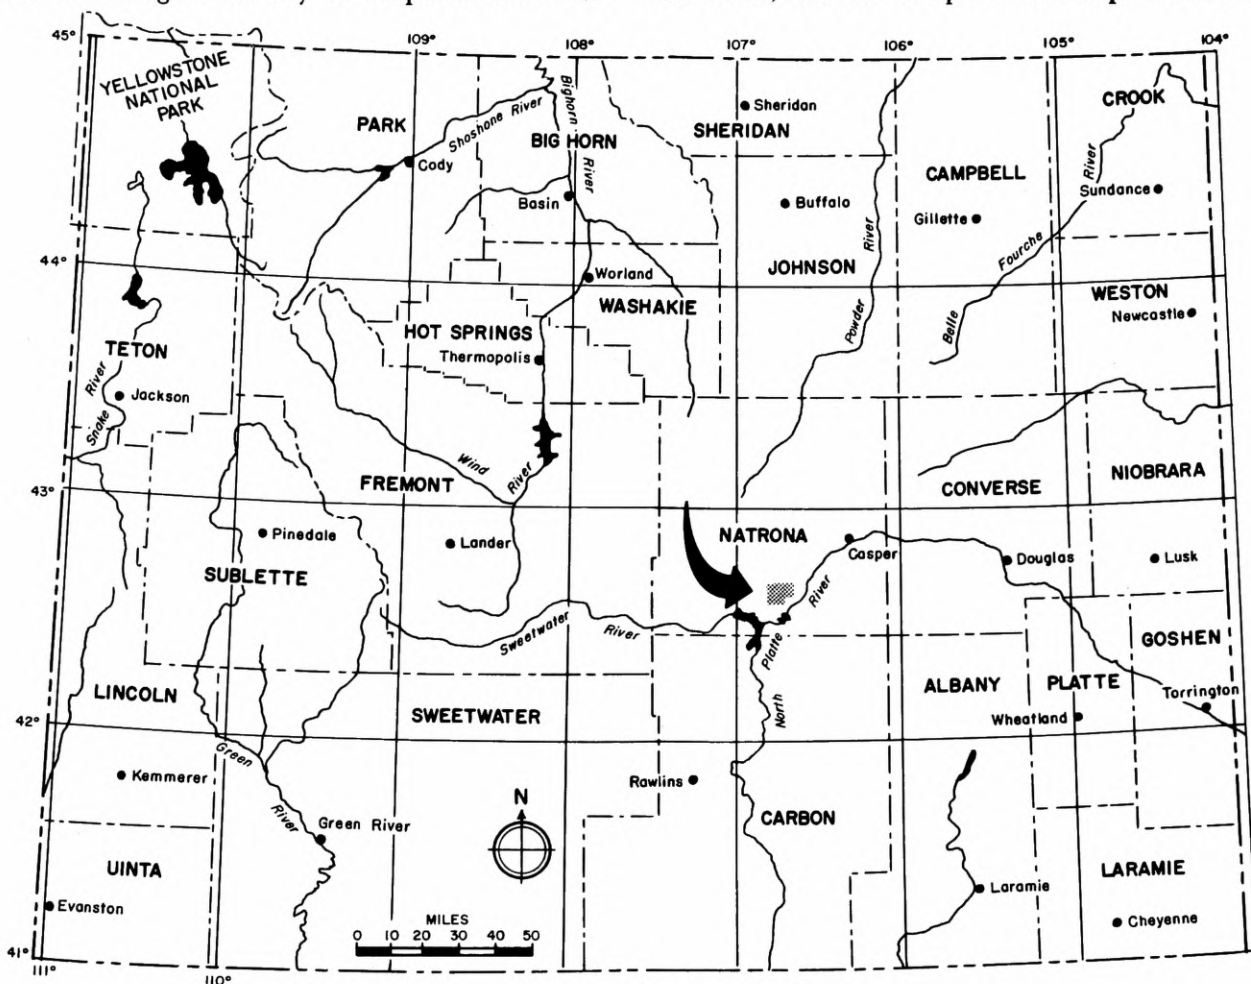 45°
109°
108°
107°
106°
105°
104°
YELLOWSTONE
NATIONAL
PARK
PARK
Shoshone River
Cody
Bighorn
River
BIG HORN
Basin
Sheridan
SHERIDAN
Buffalo
JOHNSON
Powder
River
CAMPBELL
Gillette
CROOK
Sundance
Belle
Fourche
River
44°
Worland
WASHAKIE
WESTON
Newcastle
HOT SPRINGS
Thermopolis
TETON
Jackson
Snake
River
43°
FREMONT
Wind
River
Lander
Pinedale
SUBLETTE
NATRONA
Casper
CONVERSE
Douglas
NIOBRARA
Lusk
Sweetwater
River
North
Platte
River
GOSHEN
Torrington
PLATTE
Wheatland
ALBANY
42°
LINCOLN
Kemmerer
SWEETWATER
Green
River
Green River
Rawlins
CARBON
N
UINTA
Evanston
MILES
0 10 20 30 40 50
Laramie
LARAMIE
Cheyenne
41°
111°
110°